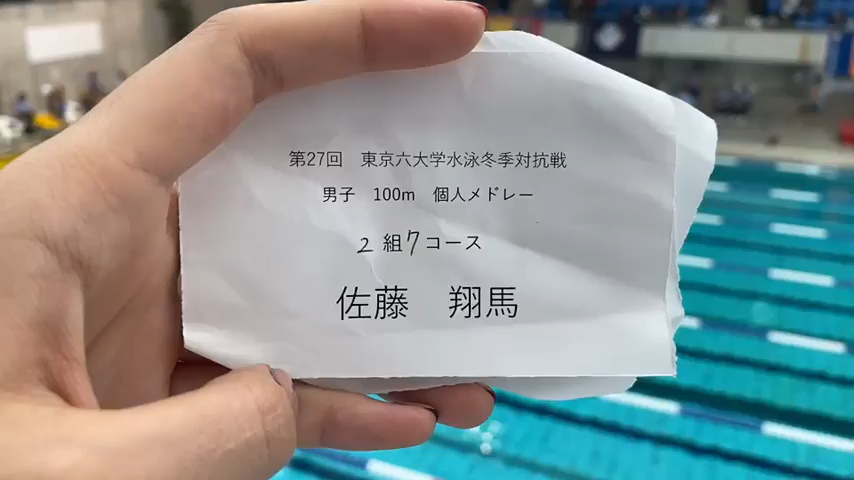 第27回　東京六大学水泳冬季対抗戦
男子　100m　個人メドレー
2 組 7 コース
佐藤　翔馬